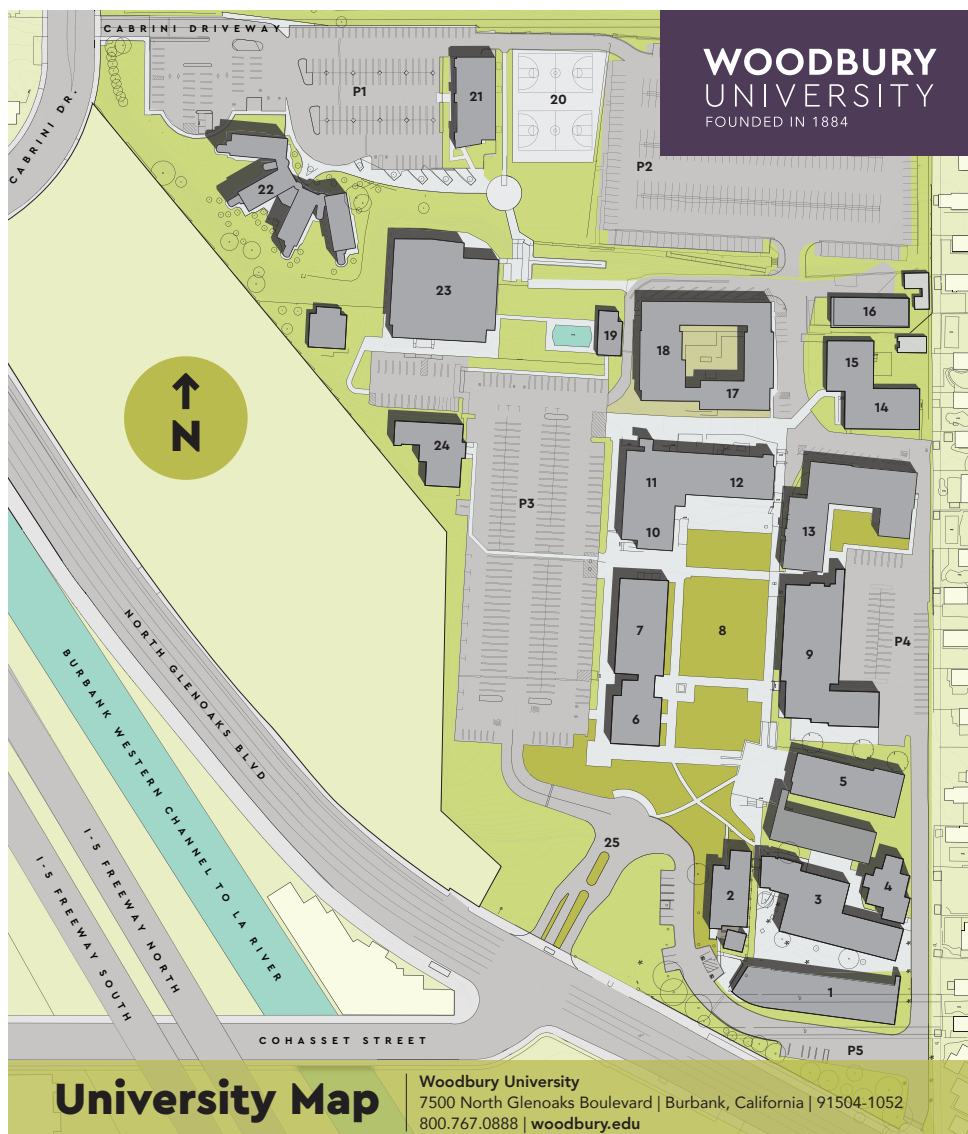 CABRINI DRIVEWAY
WOODBURY
UNIVERSITY
FOUNDED IN 1884
CABRINI DR.
P1
21
20
P2
22
23
19
18
17
16
15
14
N
24
P3
11
12
10
13
7
8
9
P4
6
5
25
2
3
4
1
P5
NORTH GLENOAKS BLVD
BURBANK WESTERN CHANNEL TO LA RIVER
I-5 FREEWAY NORTH
I-5 FREEWAY SOUTH
COHASSET STREET
University Map
Woodbury University
7500 North Glenoaks Boulevard | Burbank, California | 91504-1052
800.767.0888 | woodbury.edu